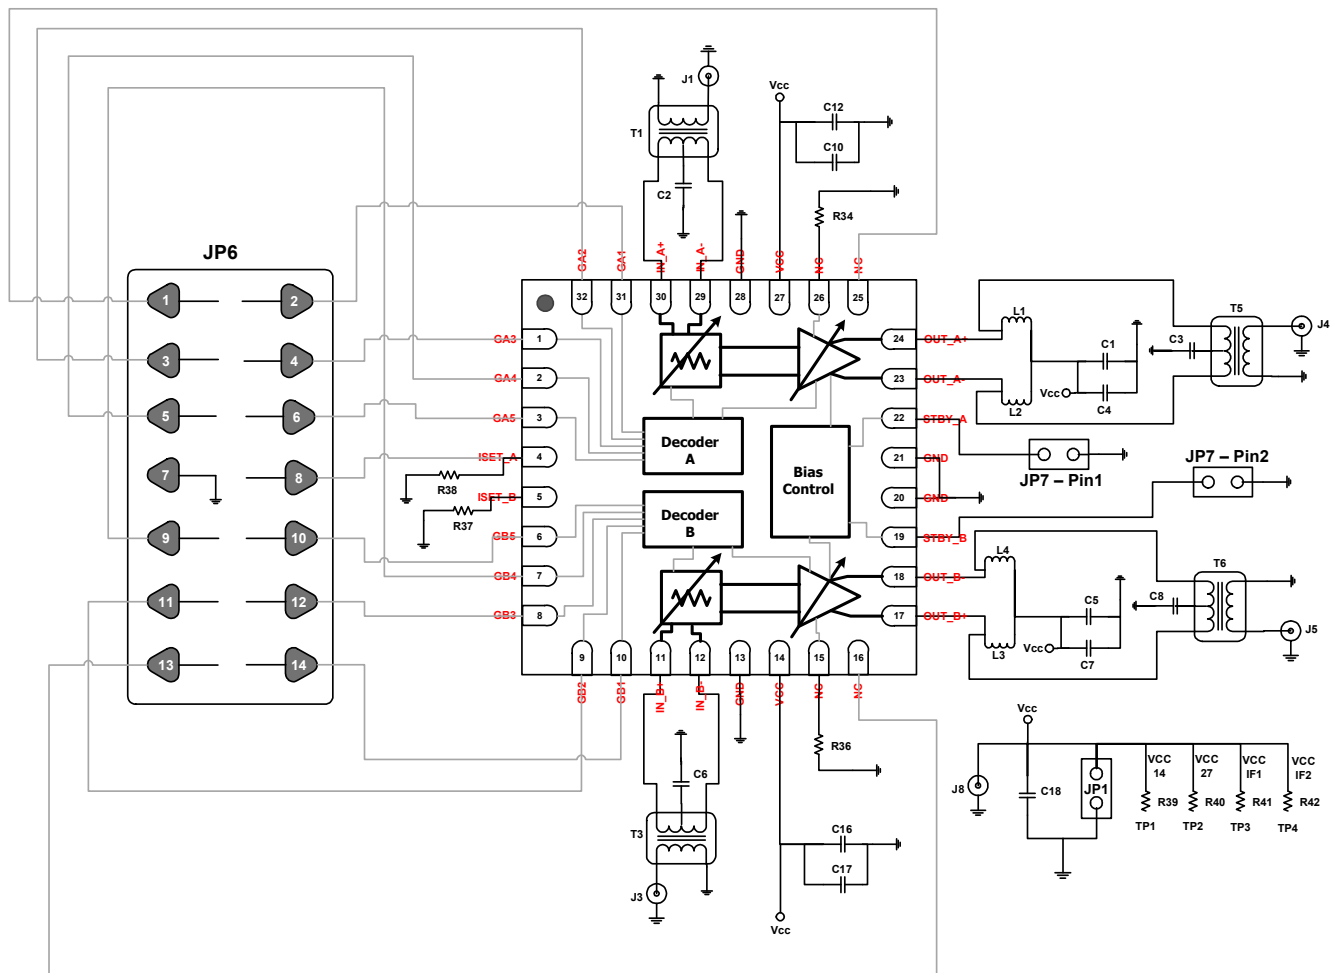 J1
Vcc
C12
T1
C10
C2
R34
JP6
GA2
GA1
IN_A+
IN_A-
GND
VCC
NC
NC
1
2
32
31
30
29
28
27
26
25
L1
T5
J4
3
4
GA3
1
24
OUT_A+
C1
C3
GA4
2
23
OUT_A-
Vcc
C4
L2
5
6
GA5
3
22
STBY_A
Decoder
A
Bias
Control
7
8
ISET_A
4
21
GND
JP7 – Pin2
R38
JP7 – Pin1
ISET_B
5
20
GND
R37
Decoder
B
9
10
GB5
6
19
STBY_B
L4
T6
GB4
7
18
OUT_B-
11
12
GB3
8
17
OUT_B+
C5
C8
J5
Vcc
C7
L3
13
14
9
10
11
12
13
14
15
16
GB2
GB1
IN_B+
IN_B-
GND
VCC
NC
NC
Vcc
R36
C6
J8
C18
JP1
VCC
14
VCC
27
VCC
IF1
VCC
IF2
R39
R40
R41
R42
TP1
TP2
TP3
TP4
T3
C16
C17
J3
Vcc